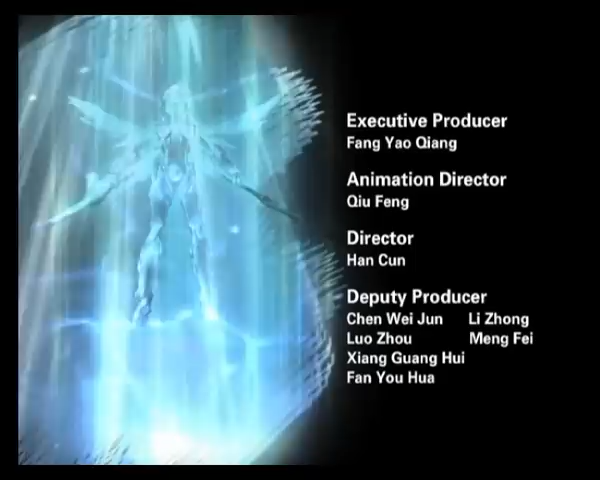 Executive Producer
Fang Yao Qiang
Animation Director
Qiu Feng
Director
Han Cun
Deputy Producer
Chen Wei Jun Li Zhong
Luo Zhou Meng Fei
Xiang Guang Hui
Fan You Hua